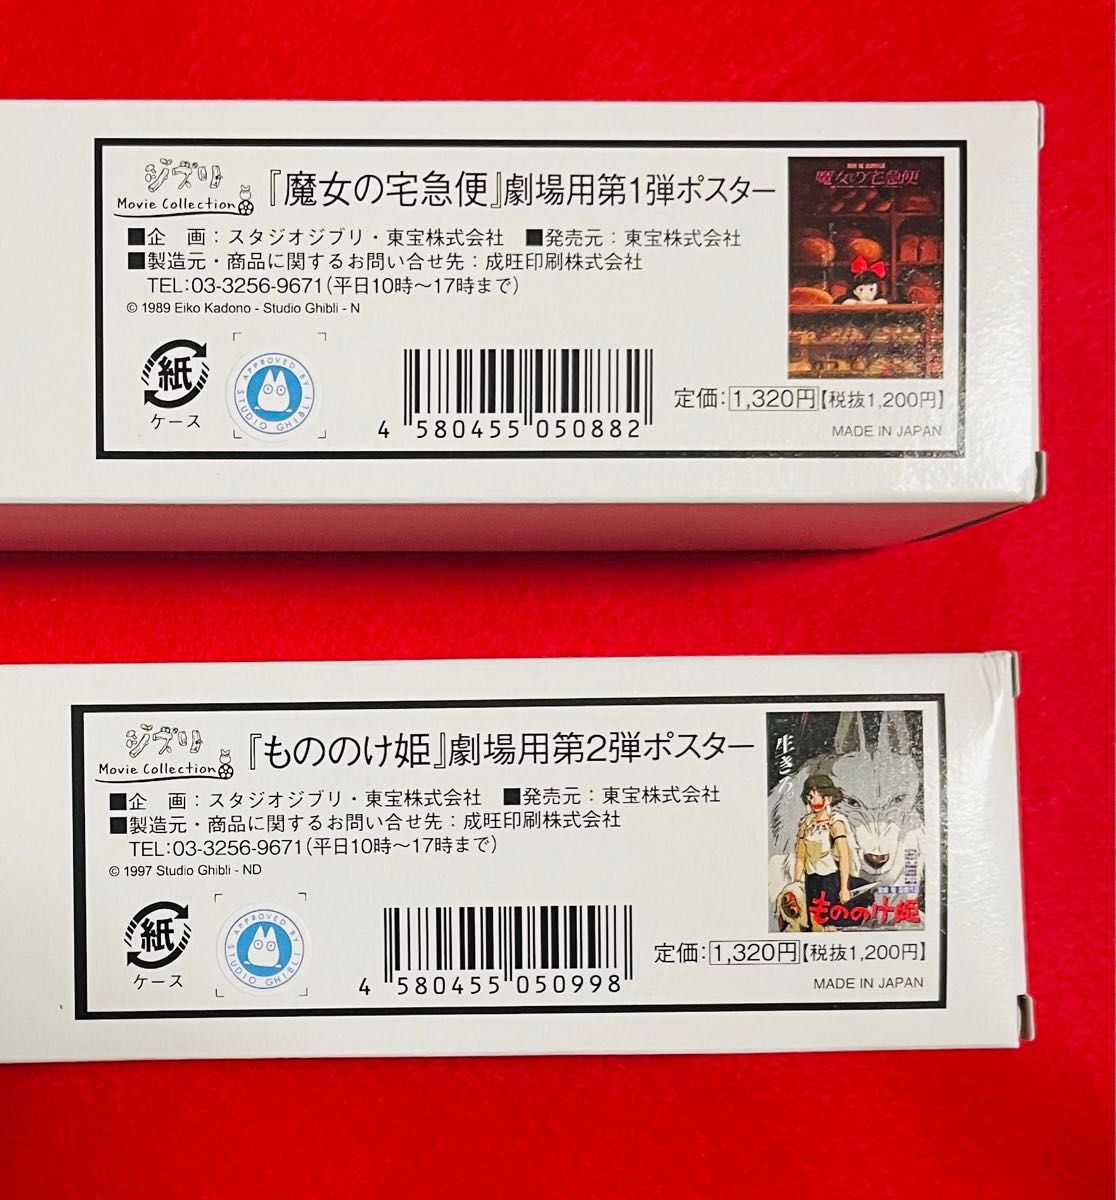 ジブリ
Movie Collection
『魔女の宅急便』劇場用第1弾ポスター
魔女の宅急便
■企　画：スタジオジブリ・東宝株式会社　■発売元：東宝株式会社
■製造元・商品に関するお問い合せ先：成旺印刷株式会社
TEL:03-3256-9671(平日10時〜17時まで)
© 1989 Eiko Kadono - Studio Ghibli - N
紙
ケース
APPROVED BY
STUDIO GHIBLI
4 580455 050882
定価：1,320円【税抜1,200円】
MADE IN JAPAN
ジブリ
Movie Collection
『もののけ姫』劇場用第2弾ポスター
生きろ。
もののけ姫
■企　画：スタジオジブリ・東宝株式会社　■発売元：東宝株式会社
■製造元・商品に関するお問い合せ先：成旺印刷株式会社
TEL:03-3256-9671(平日10時〜17時まで)
© 1997 Studio Ghibli - ND
紙
ケース
APPROVED BY
STUDIO GHIBLI
4 580455 050998
定価：1,320円【税抜1,200円】
MADE IN JAPAN